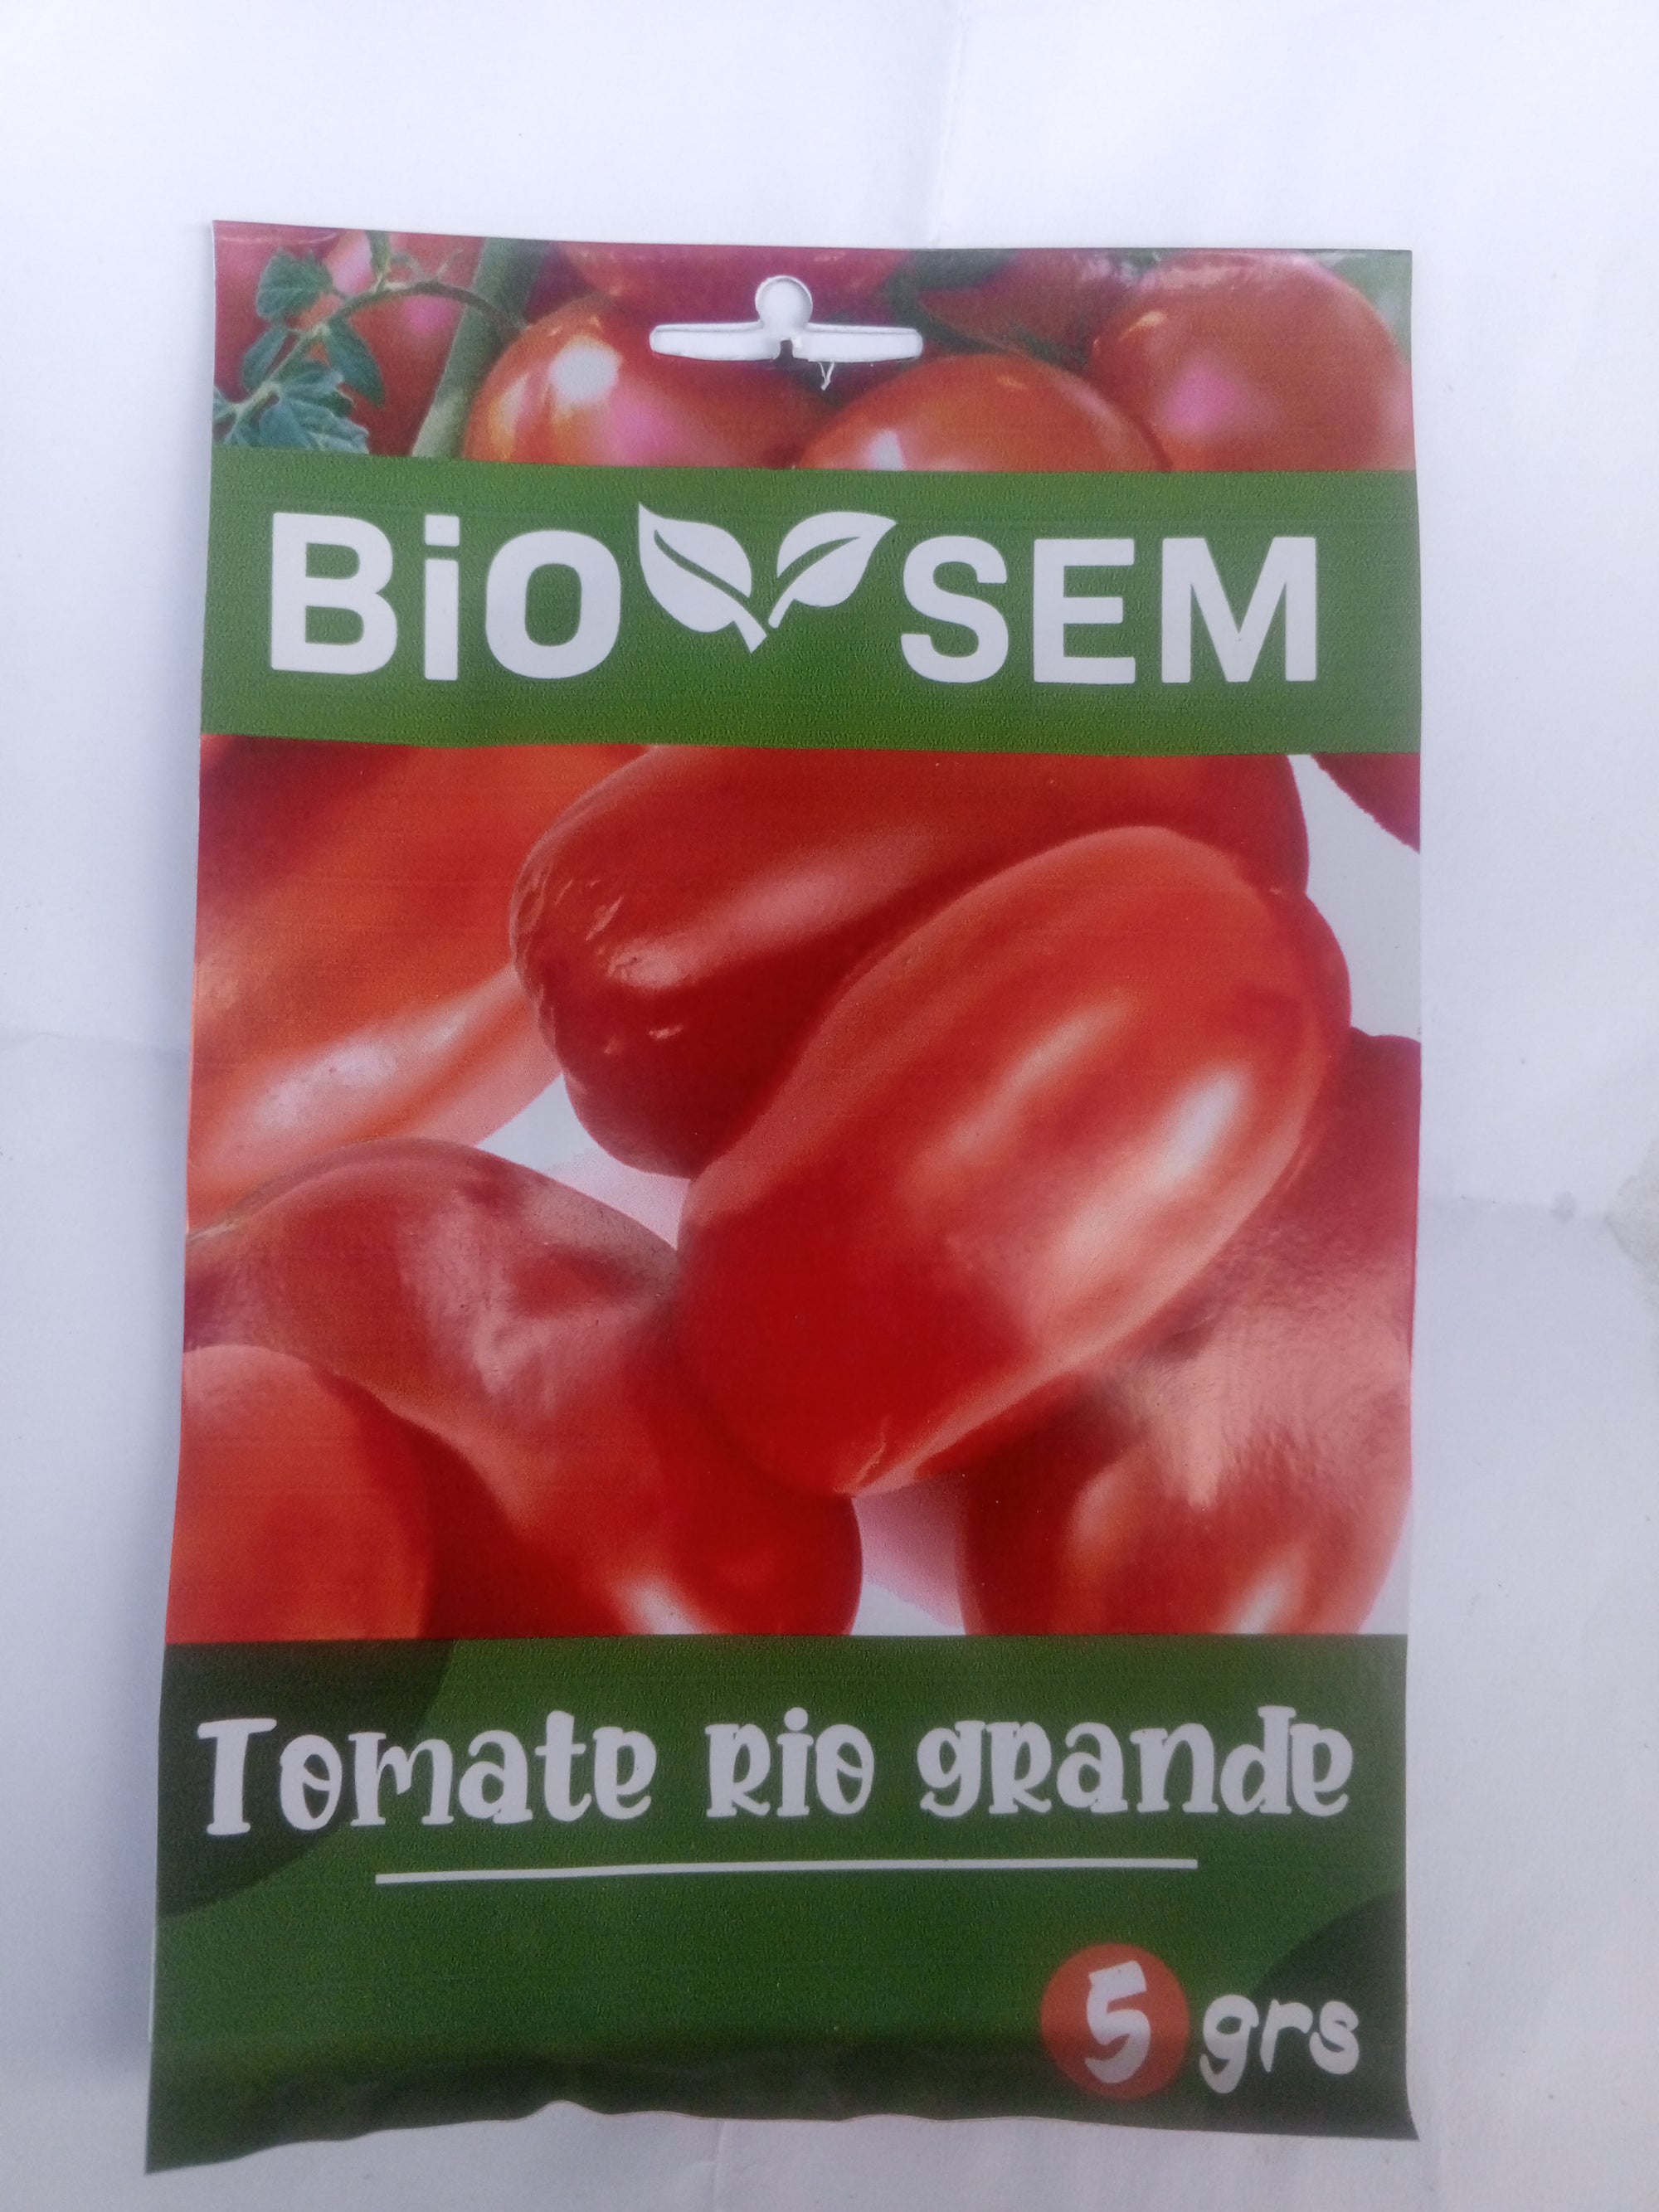 BiO SEM
Tomate Rio grande
5 grs